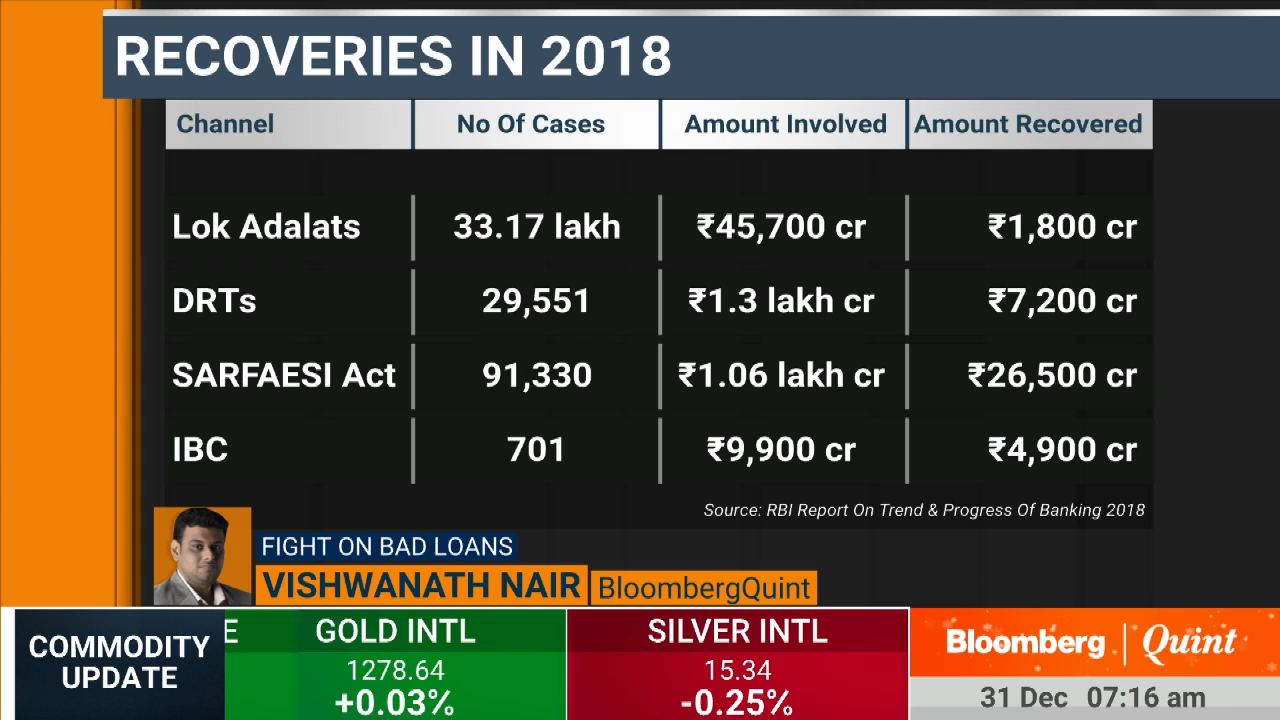 RECOVERIES IN 2018
Channel No Of Cases Amount Involved Amount Recovered
Lok Adalats 33.17 lakh ₹45,700 cr ₹1,800 cr
DRTs 29,551 ₹1.3 lakh cr ₹7,200 cr
SARFAESI Act 91,330 ₹1.06 lakh cr ₹26,500 cr
IBC 701 ₹9,900 cr ₹4,900 cr
Source: RBI Report On Trend & Progress Of Banking 2018
FIGHT ON BAD LOANS
VISHWANATH NAIR BloombergQuint
COMMODITY UPDATE
E GOLD INTL SILVER INTL
1278.64 15.34
+0.03% -0.25%
Bloomberg | Quint
31 Dec 07:16 am